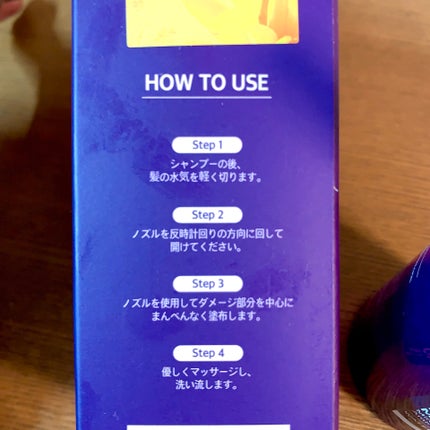 HOW TO USE
Step 1
シャンプーの後、
髪の水気を軽く切ります。
Step 2
ノズルを反時計回りの方向に回して
開けてください。
Step 3
ノズルを使用してダメージ部分を中心に
まんべんなく塗布します。
Step 4
優しくマッサージし、
洗い流します。